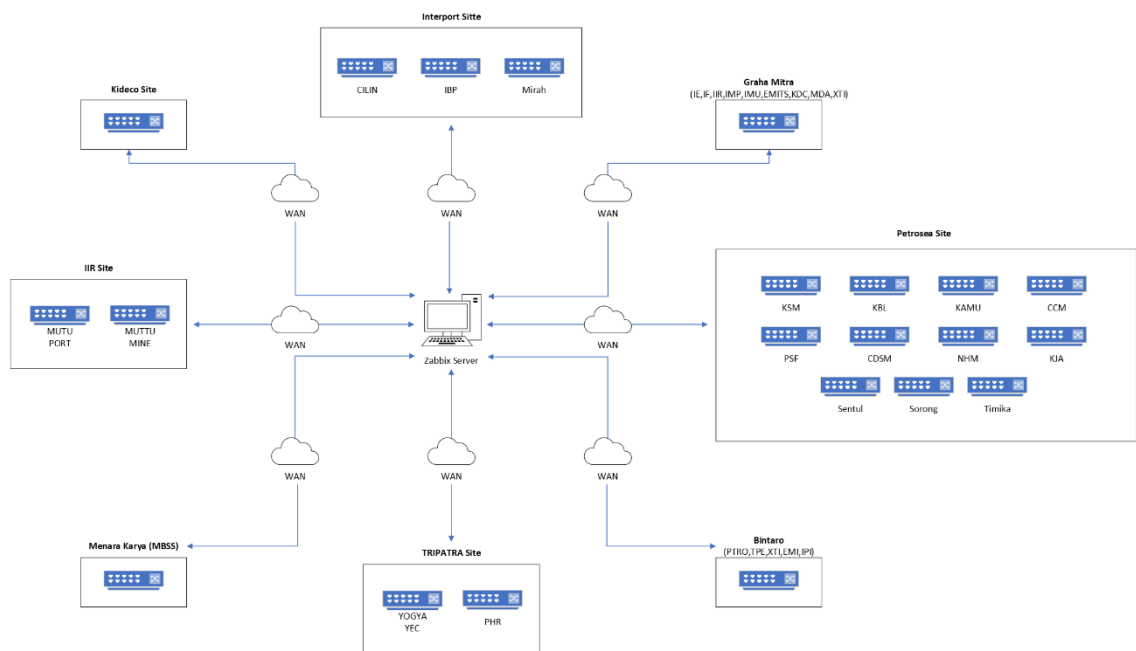 Interport Sitte
CILIN
IBP
Mirah
Kideco Site
Graha Mitra
(IE,IF,IIR,IMP,IMU,EMITS,KDC,MDA,XTI)
WAN
WAN
WAN
Petrosea Site
KSM
KBL
KAMU
CCM
PSF
CDSM
NHM
KJA
Sentul
Sorong
Timika
IIR Site
MUTU
PORT
MUTTU
MINE
WAN
Zabbix Server
WAN
WAN
WAN
WAN
Menara Karya (MBSS)
TRIPATRA Site
YOGYA
YEC
PHR
Bintaro
(PTRO,TPE,XTI,EMI,IPI)